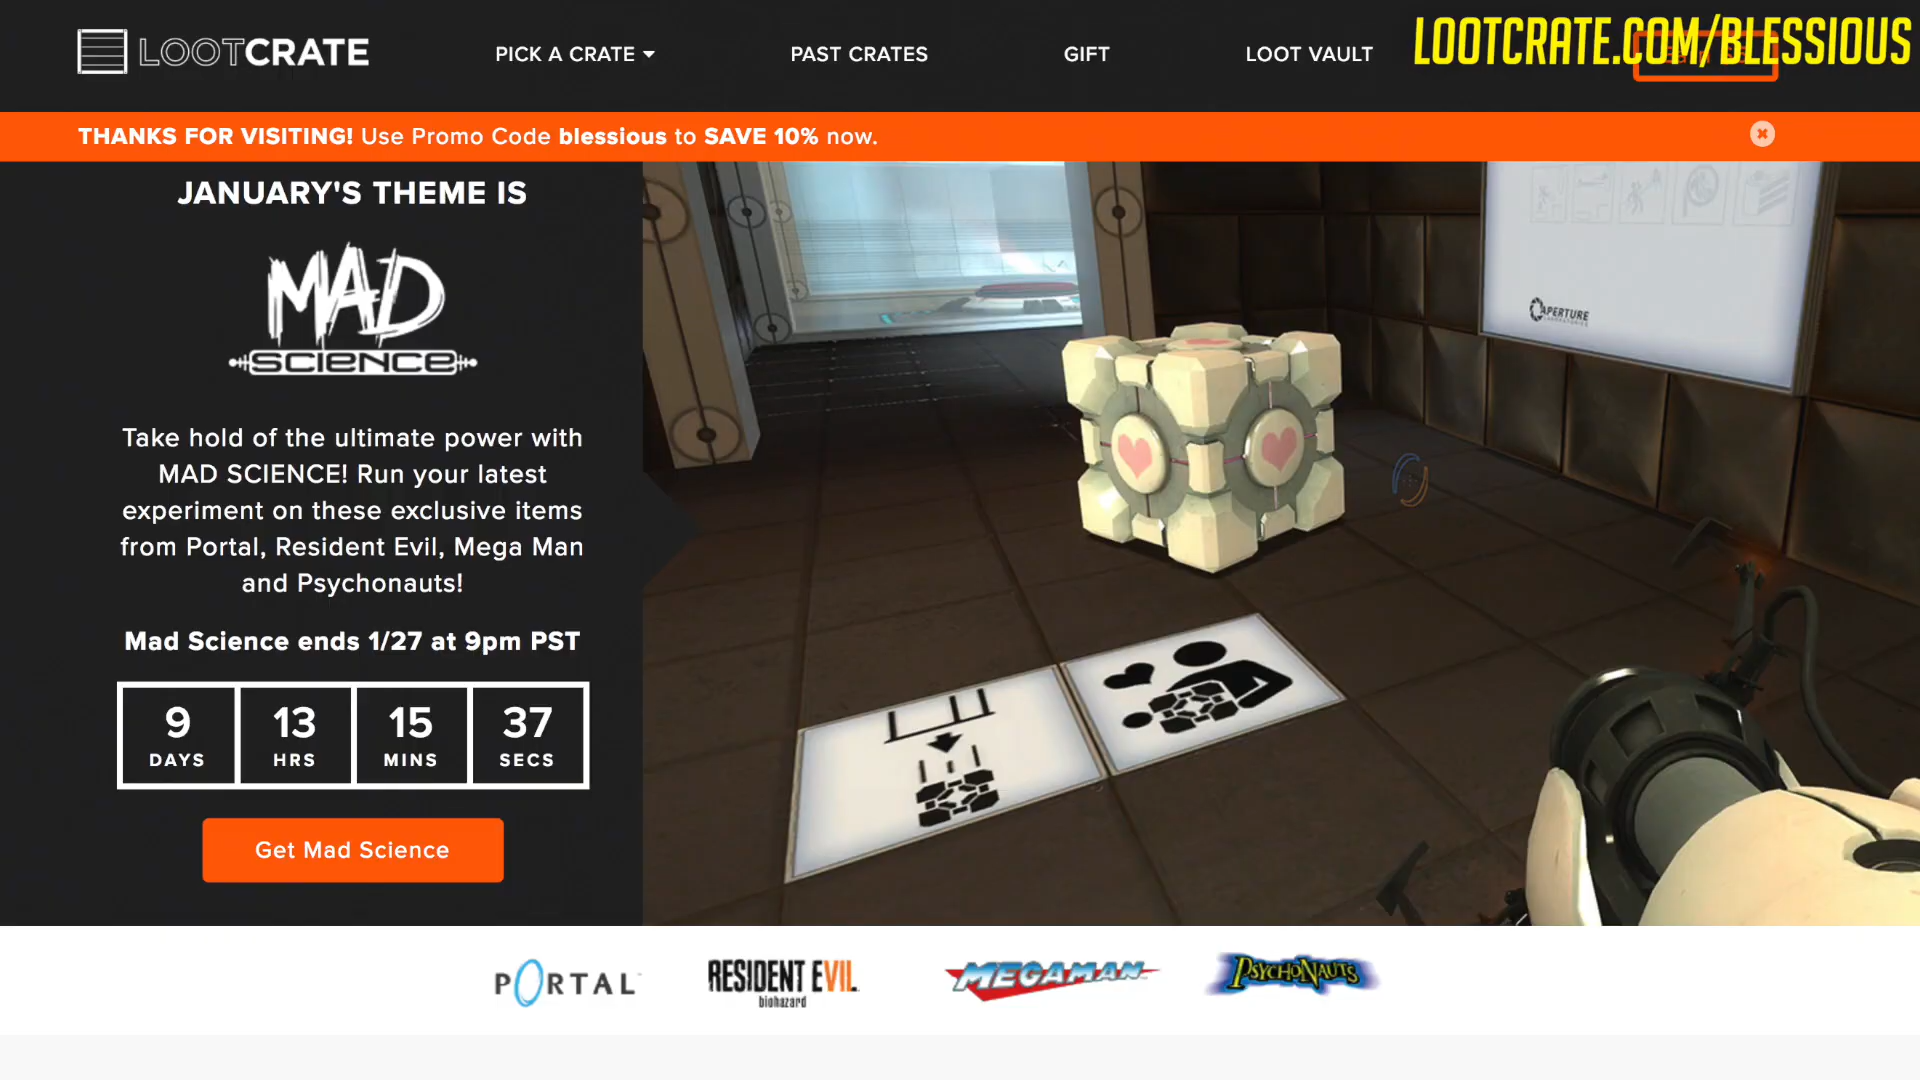 LOOTCRATE
PICK A CRATE
PAST CRATES
GIFT
LOOT VAULT
LOOTCRATE.COM/BLESSIOUS
THANKS FOR VISITING! Use Promo Code blessious to SAVE 10% now.
JANUARY'S THEME IS
MAD
SCIENCE
Take hold of the ultimate power with
MAD SCIENCE! Run your latest
experiment on these exclusive items
from Portal, Resident Evil, Mega Man
and Psychonauts!
Mad Science ends 1/27 at 9pm PST
9 13 15 37
DAYS HRS MINS SECS
Get Mad Science
APERTURE
LABORATORIES
PORTAL
RESIDENT EVIL
biohazard
MEGAMAN
PSYCHONAUTS